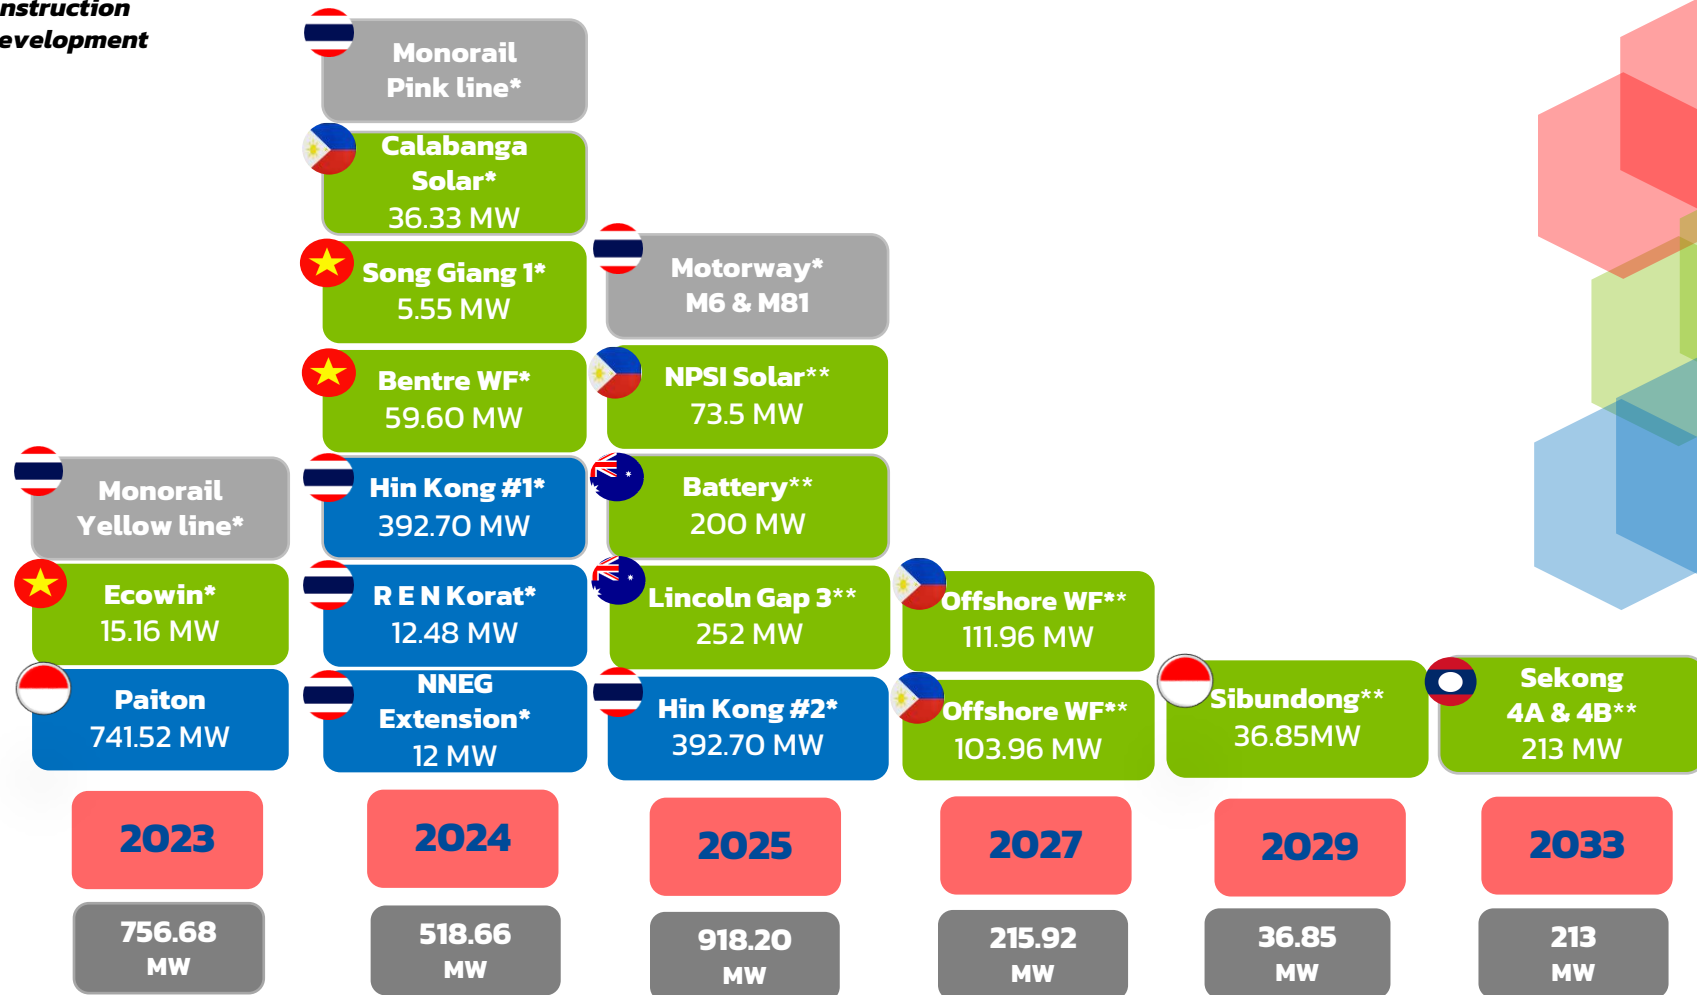 nstruction
evelopment
Monorail
Pink line*
Calabanga
Solar*
36.33 MW
Song Giang 1*
5.55 MW
Motorway*
M6 & M81
Bentre WF*
59.60 MW
NPSI Solar**
73.5 MW
Monorail
Yellow line*
Hin Kong #1*
392.70 MW
Battery**
200 MW
Ecowin*
15.16 MW
R E N Korat*
12.48 MW
Lincoln Gap 3**
252 MW
Offshore WF**
111.96 MW
Paiton
741.52 MW
NNEG
Extension*
12 MW
Hin Kong #2*
392.70 MW
Offshore WF**
103.96 MW
Sibundong**
36.85MW
Sekong
4A & 4B**
213 MW
2023
2024
2025
2027
2029
2033
756.68
MW
518.66
MW
918.20
MW
215.92
MW
36.85
MW
213
MW